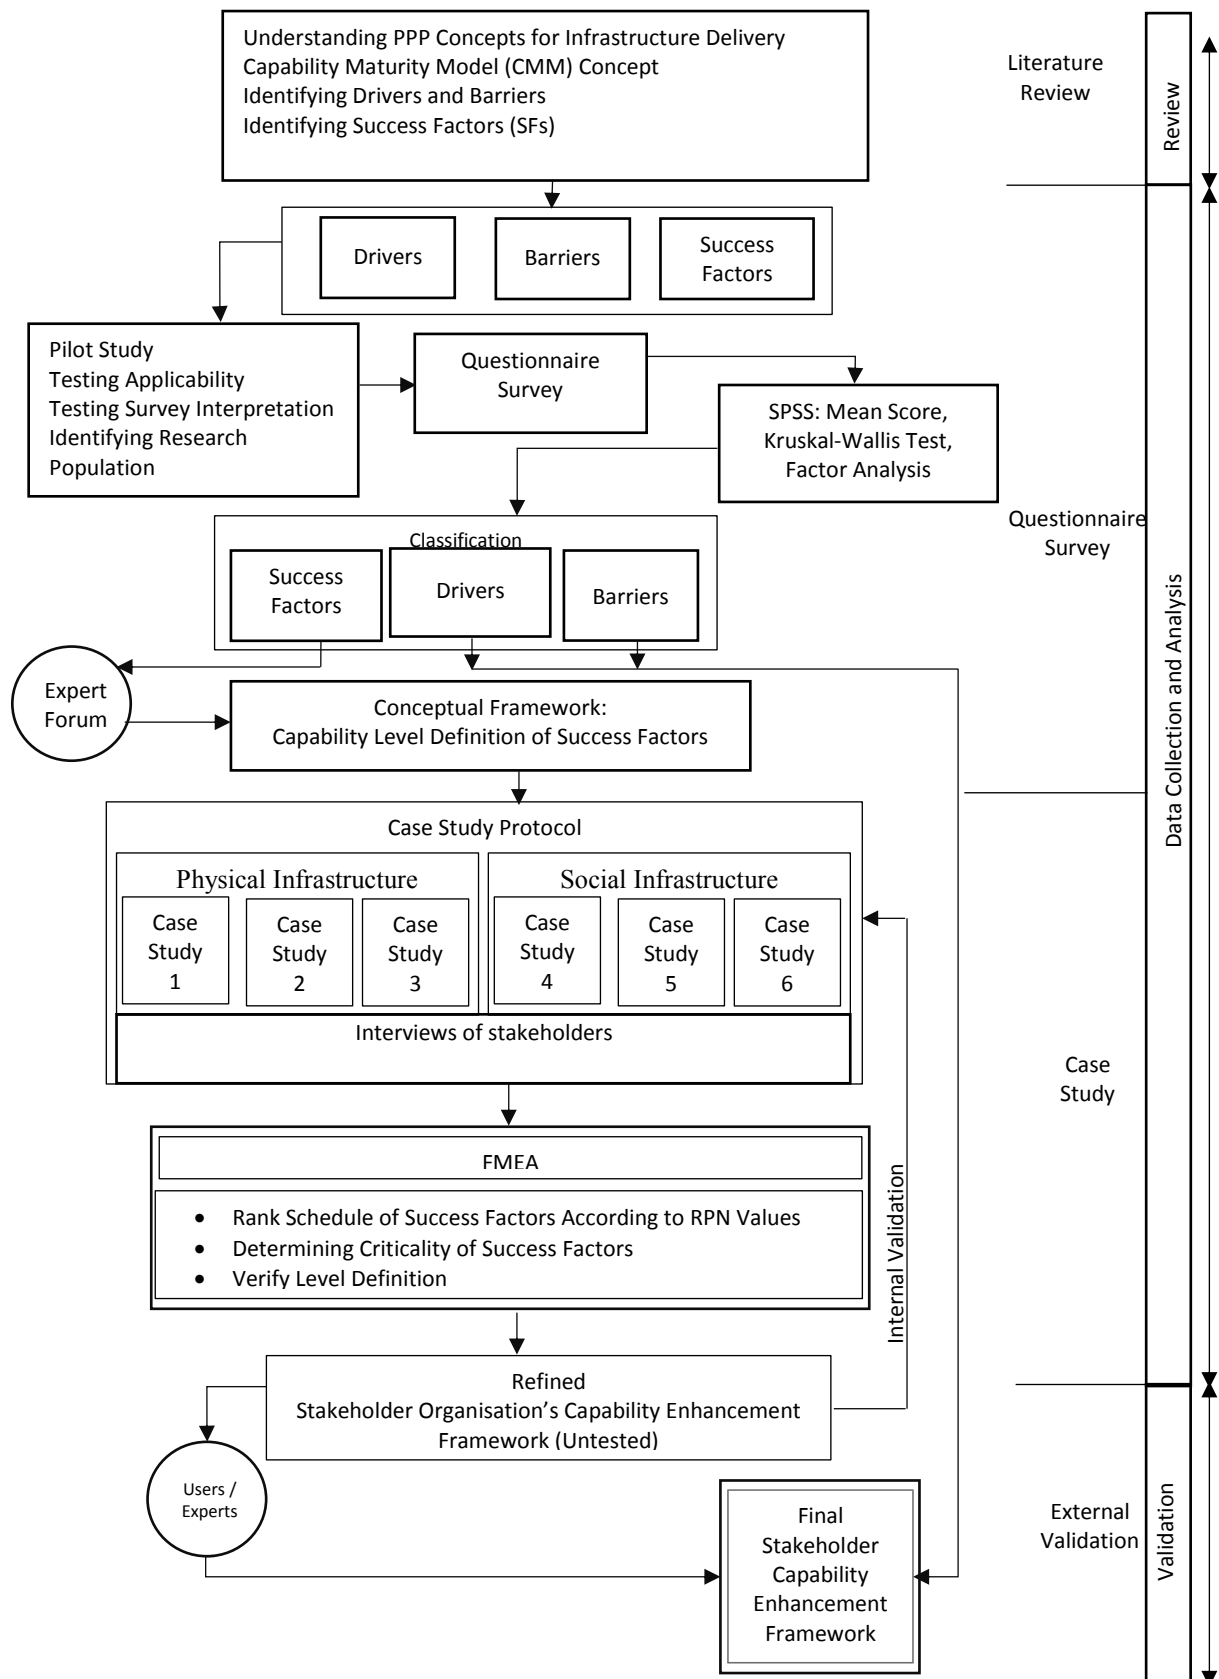 Understanding PPP Concepts for Infrastructure Delivery
Capability Maturity Model (CMM) Concept
Identifying Drivers and Barriers
Identifying Success Factors (SFs)
Literature
Review
Review
Drivers
Barriers
Success
Factors
Pilot Study
Testing Applicability
Testing Survey Interpretation
Identifying Research
Population
Questionnaire
Survey
SPSS: Mean Score,
Kruskal-Wallis Test,
Factor Analysis
Questionnaire
Survey
Data Collection and Analysis
Classification
Success
Factors
Drivers
Barriers
Expert
Forum
Conceptual Framework:
Capability Level Definition of Success Factors
Case Study Protocol
Physical Infrastructure
Social Infrastructure
Case
Study
1
Case
Study
2
Case
Study
3
Case
Study
4
Case
Study
5
Case
Study
6
Interviews of stakeholders
Case
Study
FMEA
• Rank Schedule of Success Factors According to RPN Values
• Determining Criticality of Success Factors
• Verify Level Definition
Internal Validation
Refined
Stakeholder Organisation's Capability Enhancement
Framework (Untested)
Users /
Experts
Final
Stakeholder
Capability
Enhancement
Framework
External
Validation
Validation